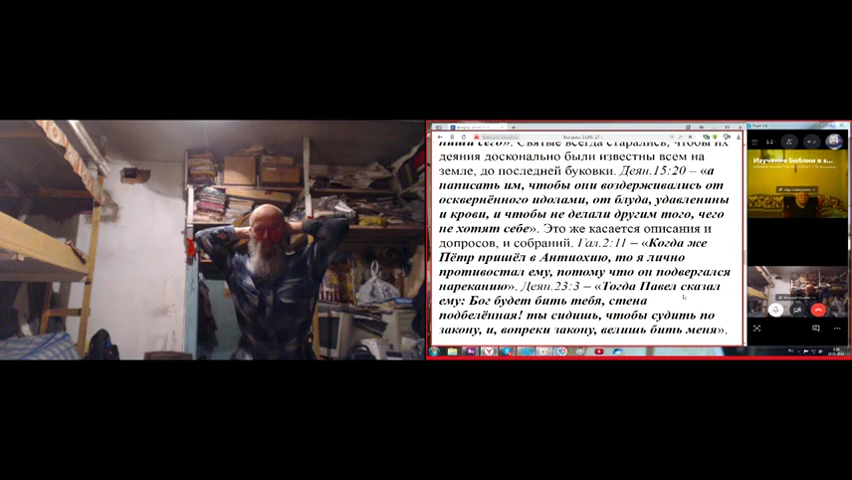 пиши сего». Святые всегда старались, чтобы их
деяния досконально были известны всем на
земле, до последней буковки. Деян.15:20 – «а
написать им, чтобы они воздерживались от
осквернённого идолами, от блуда, удавленины
и крови, и чтобы не делали другим того, чего
не хотят себе». Это же касается описания и
допросов, и собраний. Гал.2:11 – «Когда же
Пётр пришёл в Антиохию, то я лично
противостал ему, потому что он подвергался
нареканию». Деян.23:3 – «Тогда Павел сказал
ему: Бог будет бить тебя, стена
подбелённая! ты сидишь, чтобы судить по
закону, и, вопреки закону, велишь бить меня».
Изучение Библии в в...